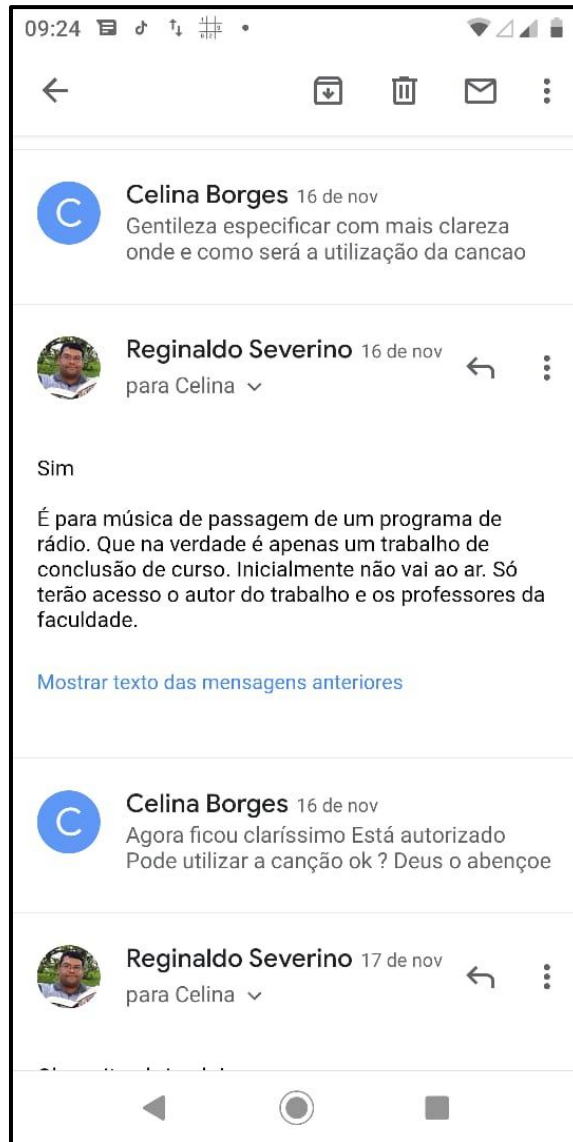 09:24
Celina Borges 16 de nov
Gentileza especificar com mais clareza
onde e como será a utilização da cancao
Reginaldo Severino 16 de nov
para Celina
Sim
É para música de passagem de um programa de
rádio. Que na verdade é apenas um trabalho de
conclusão de curso. Inicialmente não vai ao ar. Só
terão acesso o autor do trabalho e os professores da
faculdade.
Mostrar texto das mensagens anteriores
Celina Borges 16 de nov
Agora ficou claríssimo Está autorizado
Pode utilizar a canção ok ? Deus o abençoe
Reginaldo Severino 17 de nov
para Celina